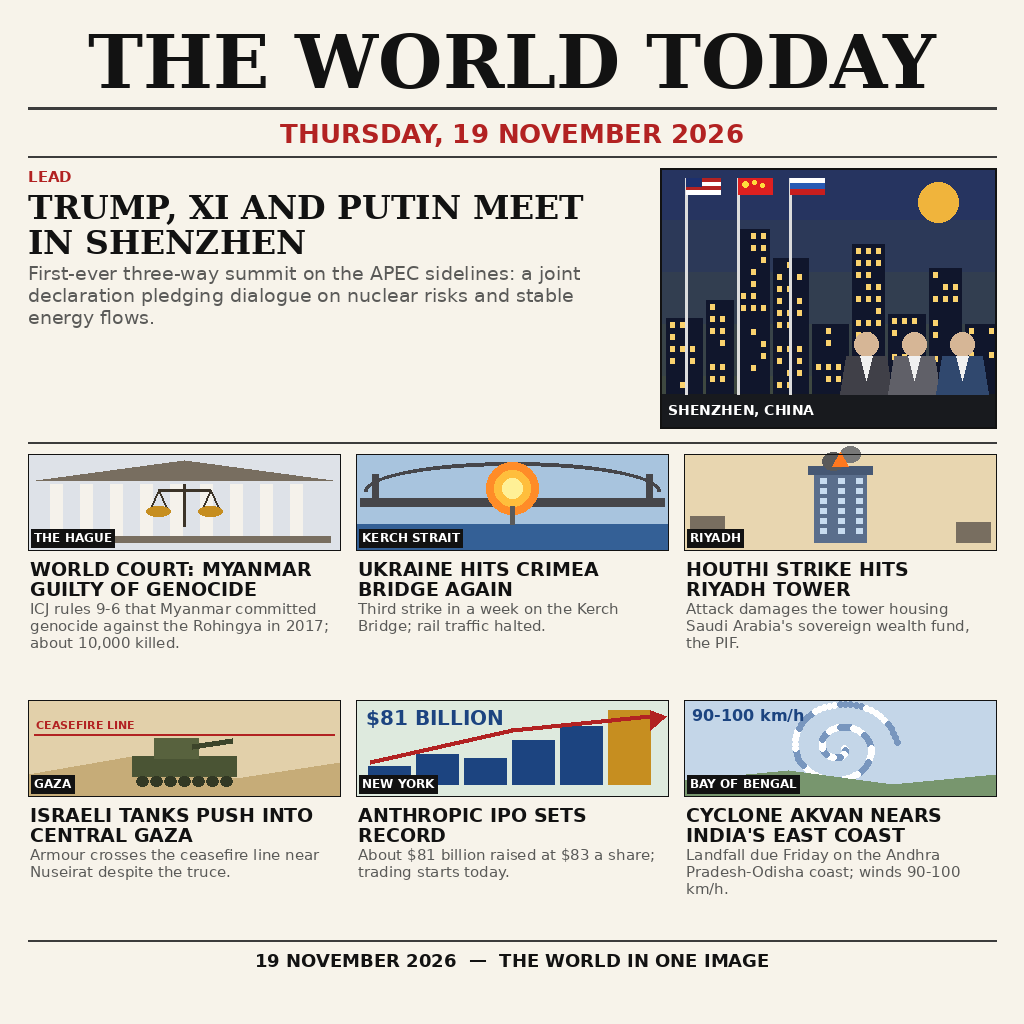 THE WORLD TODAY
THURSDAY, 19 NOVEMBER 2026
LEAD
TRUMP, XI AND PUTIN MEET
IN SHENZHEN
First-ever three-way summit on the APEC sidelines: a joint
declaration pledging dialogue on nuclear risks and stable
energy flows.
SHENZHEN, CHINA
THE HAGUE
WORLD COURT: MYANMAR
GUILTY OF GENOCIDE
ICJ rules 9-6 that Myanmar committed
genocide against the Rohingya in 2017;
about 10,000 killed.
KERCH STRAIT
UKRAINE HITS CRIMEA
BRIDGE AGAIN
Third strike in a week on the Kerch
Bridge; rail traffic halted.
RIYADH
HOUTHI STRIKE HITS
RIYADH TOWER
Attack damages the tower housing
Saudi Arabia's sovereign wealth fund,
the PIF.
CEASEFIRE LINE
GAZA
ISRAELI TANKS PUSH INTO
CENTRAL GAZA
Armour crosses the ceasefire line near
Nuseirat despite the truce.
$81 BILLION
NEW YORK
ANTHROPIC IPO SETS
RECORD
About $81 billion raised at $83 a share;
trading starts today.
90-100 km/h
BAY OF BENGAL
CYCLONE AKVAN NEARS
INDIA'S EAST COAST
Landfall due Friday on the Andhra
Pradesh-Odisha coast; winds 90-100
km/h.
19 NOVEMBER 2026 — THE WORLD IN ONE IMAGE